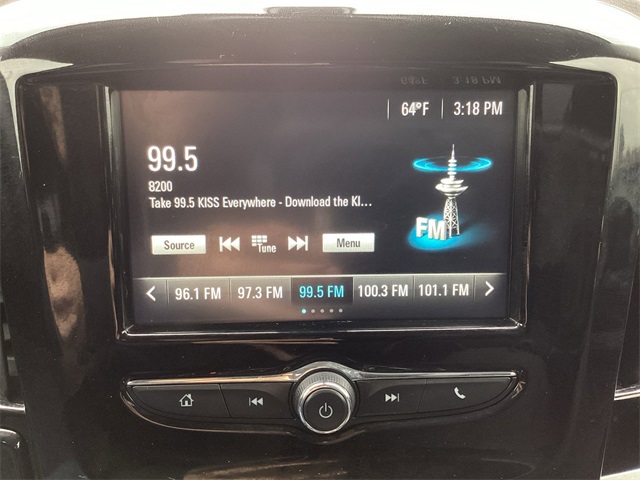 64°F 3:18 PM
99.5
8200
Take 99.5 KISS Everywhere - Download the KI...
FM
Source Tune Menu
96.1 FM 97.3 FM 99.5 FM 100.3 FM 101.1 FM